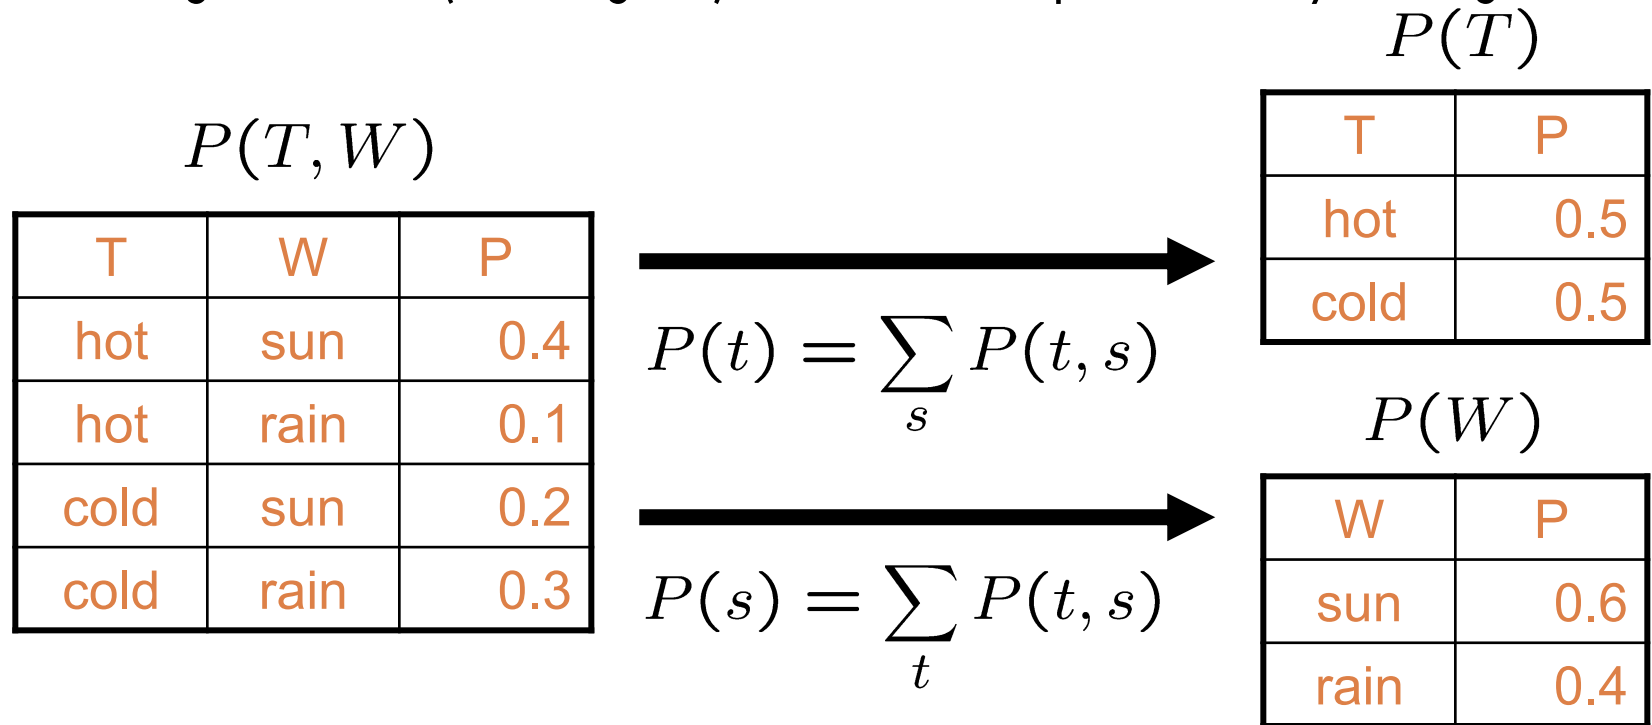 P(T, W)
T W P
hot sun 0.4
hot rain 0.1
cold sun 0.2
cold rain 0.3
P(t) = ∑_s P(t, s)
P(s) = ∑_t P(t, s)
P(T)
T P
hot 0.5
cold 0.5
P(W)
W P
sun 0.6
rain 0.4